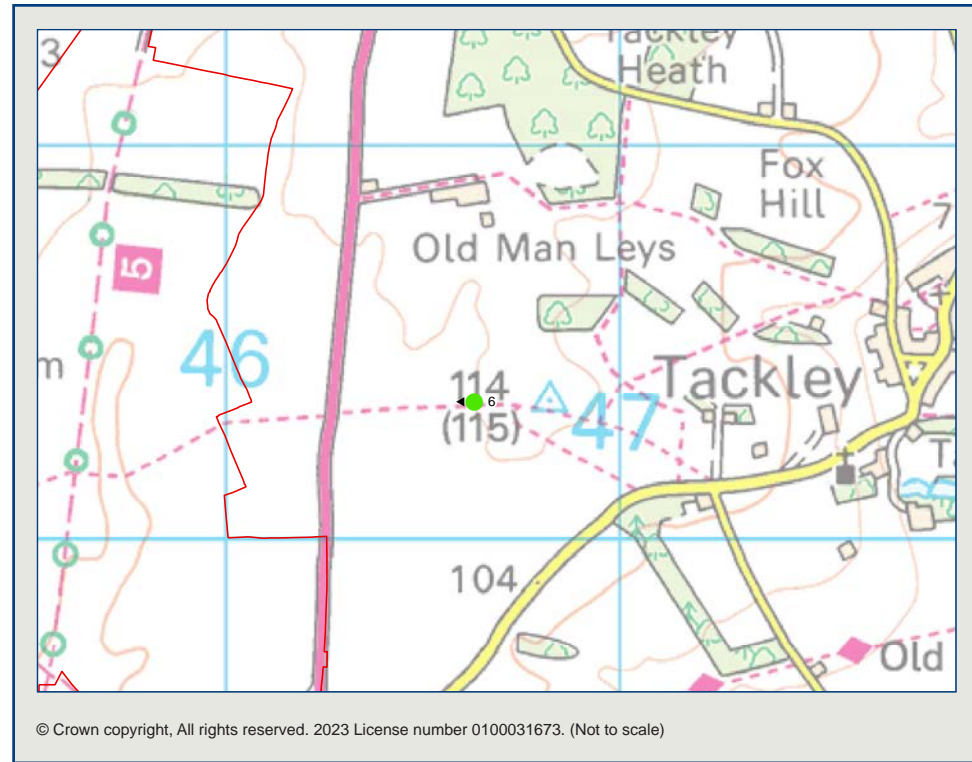 3
Tackley
Heath
Fox
Hill
7
Old Man Leys
5
m
46
114
6
(115)
47
Tackley
T
104
Old
© Crown copyright, All rights reserved. 2023 License number 0100031673. (Not to scale)